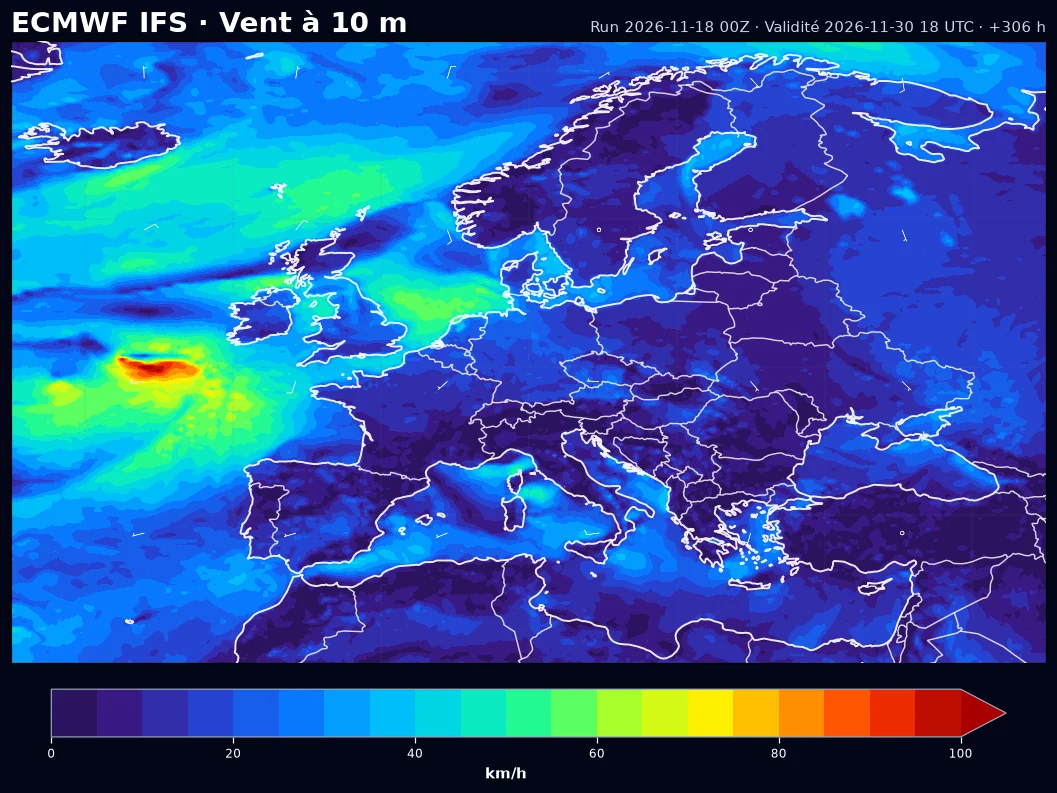 ECMWF IFS · Vent à 10 m
Run 2026-11-18 00Z · Validité 2026-11-30 18 UTC · +306 h
0 20 40 60 80 100
km/h